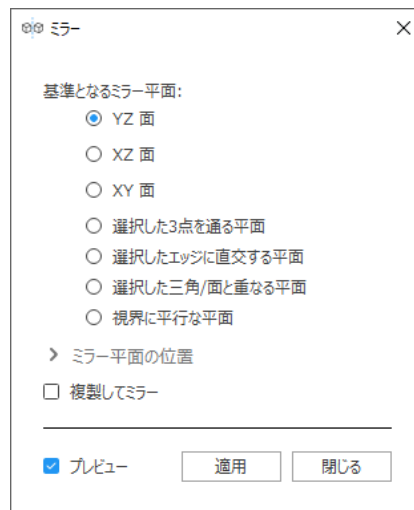 ミラー
基準となるミラー平面:
YZ 面
XZ 面
XY 面
選択した3点を通る平面
選択したエッジに直交する平面
選択した三角/面と重なる平面
視界に平行な平面
ミラー平面の位置
複製してミラー
プレビュー 適用 閉じる